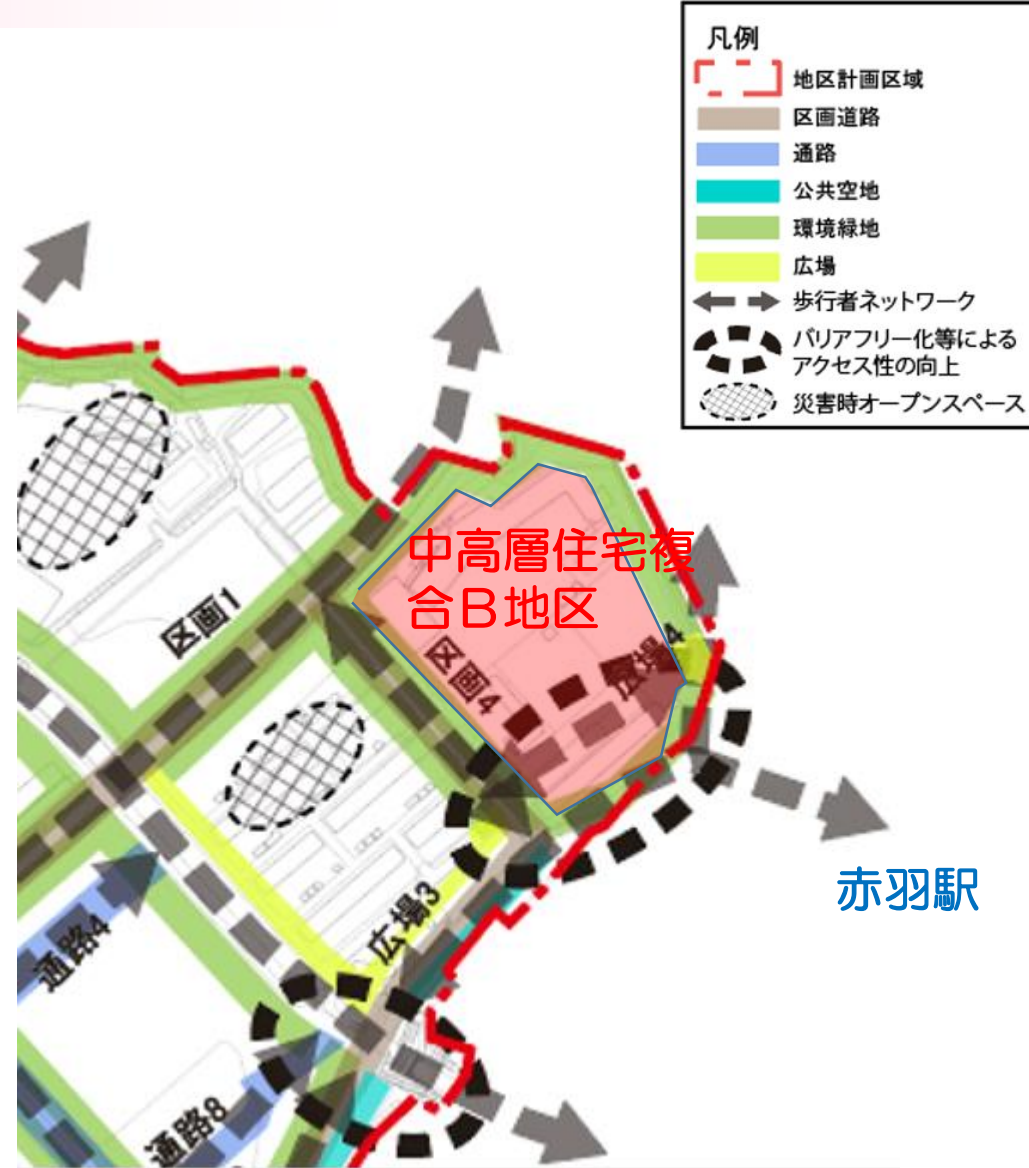 凡例
地区計画区域
区画道路
通路
公共空地
環境緑地
広場
歩行者ネットワーク
バリアフリー化等による
アクセス性の向上
災害時オープンスペース
中高層住宅複
合B地区
区画1
区画4
広場4
赤羽駅
広場3
通路4
通路8